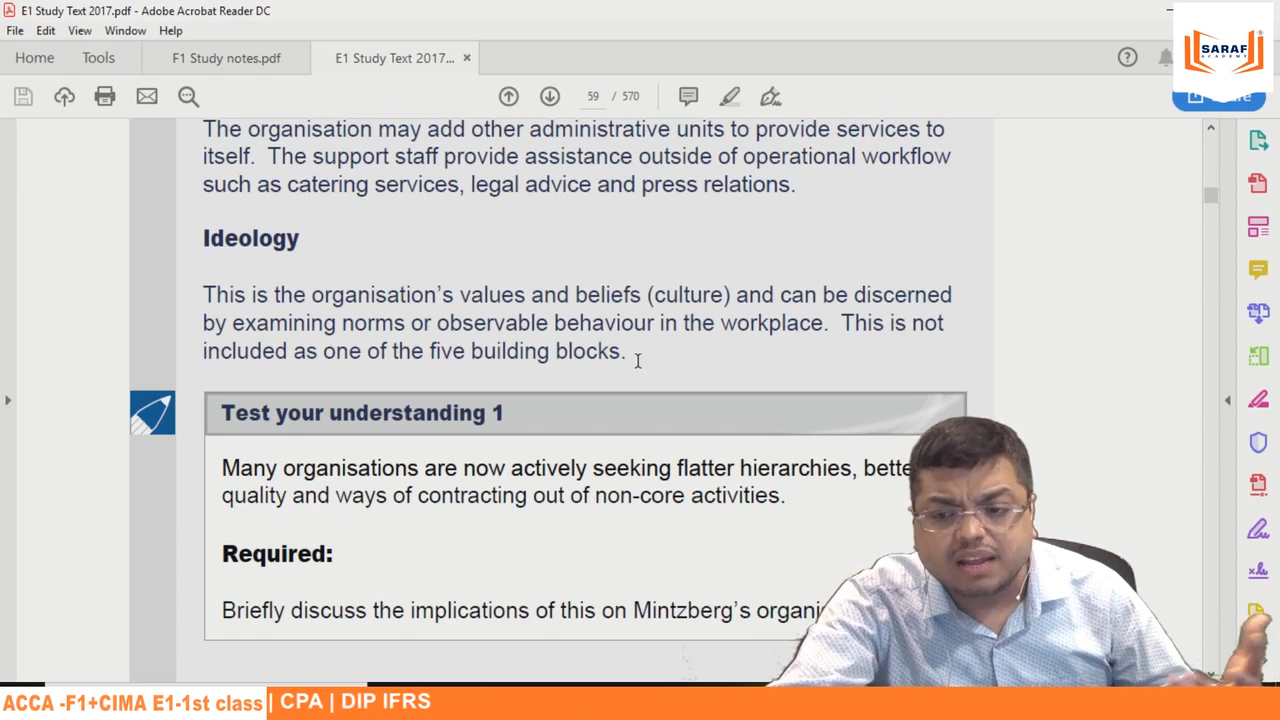 E1 Study Text 2017.pdf - Adobe Acrobat Reader DC
File Edit View Window Help
Home Tools F1 Study notes.pdf E1 Study Text 2017... ×
59 / 570
SARAF
ACADEMY
The organisation may add other administrative units to provide services to
itself. The support staff provide assistance outside of operational workflow
such as catering services, legal advice and press relations.
Ideology
This is the organisation's values and beliefs (culture) and can be discerned
by examining norms or observable behaviour in the workplace. This is not
included as one of the five building blocks.
Test your understanding 1
Many organisations are now actively seeking flatter hierarchies,
quality and ways of contracting out of non-core activities.
Required:
Briefly discuss the implications of this on Mintzberg's
ACCA -F1+CIMA E1-1st class | CPA | DIP IFRS